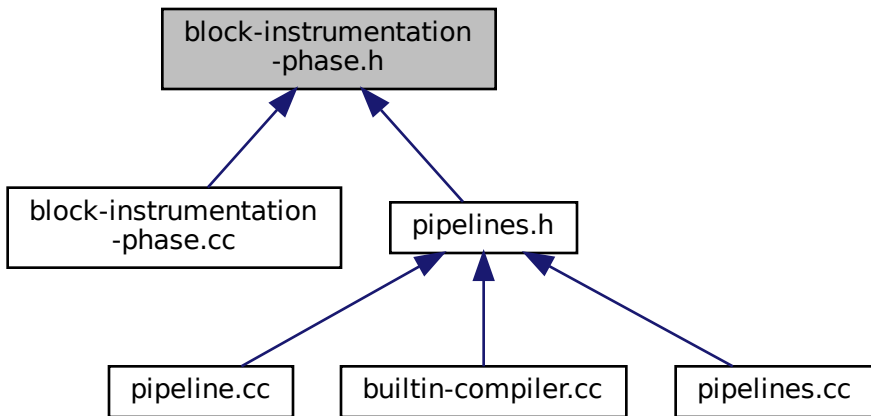 block-instrumentation
-phase.h
block-instrumentation
-phase.cc
pipelines.h
pipeline.cc
builtin-compiler.cc
pipelines.cc